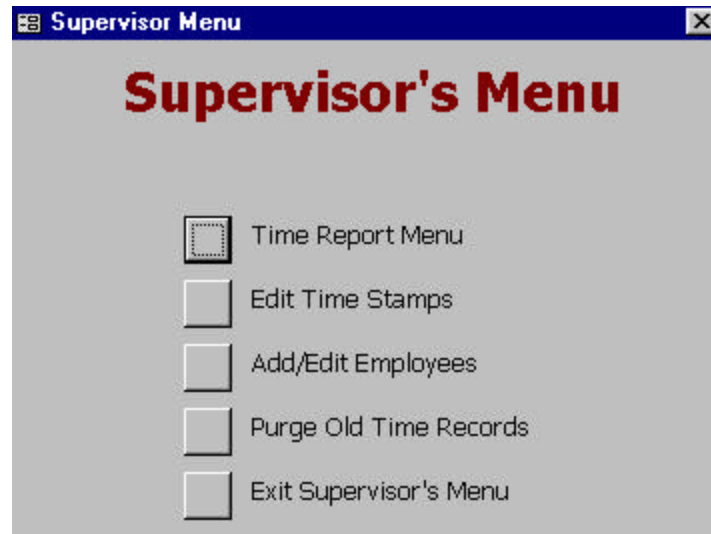 Supervisor Menu
Supervisor's Menu
Time Report Menu
Edit Time Stamps
Add/Edit Employees
Purge Old Time Records
Exit Supervisor's Menu